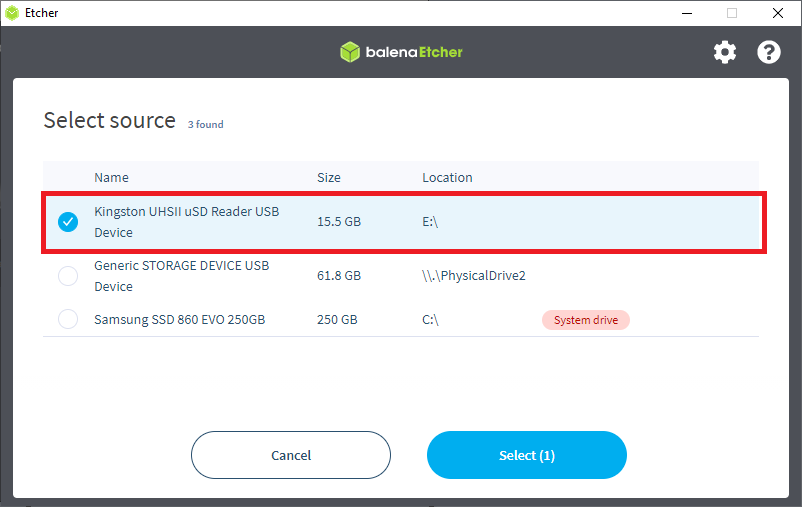 Etcher
balenaEtcher
Select source 3 found
Name Size Location
Kingston UHSII uSD Reader USB
Device 15.5 GB E:\
Generic STORAGE DEVICE USB
Device 61.8 GB \\.\PhysicalDrive2
Samsung SSD 860 EVO 250GB 250 GB C:\ System drive
Cancel Select (1)